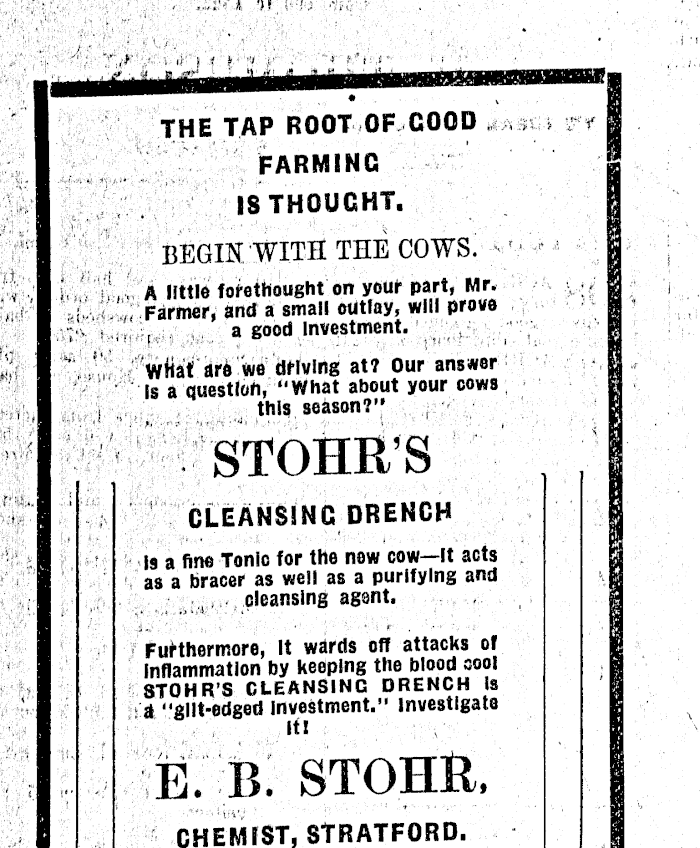 THE TAP ROOT OF GOOD
FARMING
IS THOUGHT.
BEGIN WITH THE COWS.
A little forethought on your part, Mr.
Farmer, and a small outlay, will prove
a good investment.
What are we driving at? Our answer
is a question, "What about your cows
this season?"
STOHR'S
CLEANSING DRENCH
is a fine Tonic for the new cow—It acts
as a bracer as well as a purifying and
cleansing agent.
Furthermore, it wards off attacks of
inflammation by keeping the blood cool
STOHR'S CLEANSING DRENCH is
a "gilt-edged investment." Investigate
it!
E. B. STOHR,
CHEMIST, STRATFORD.